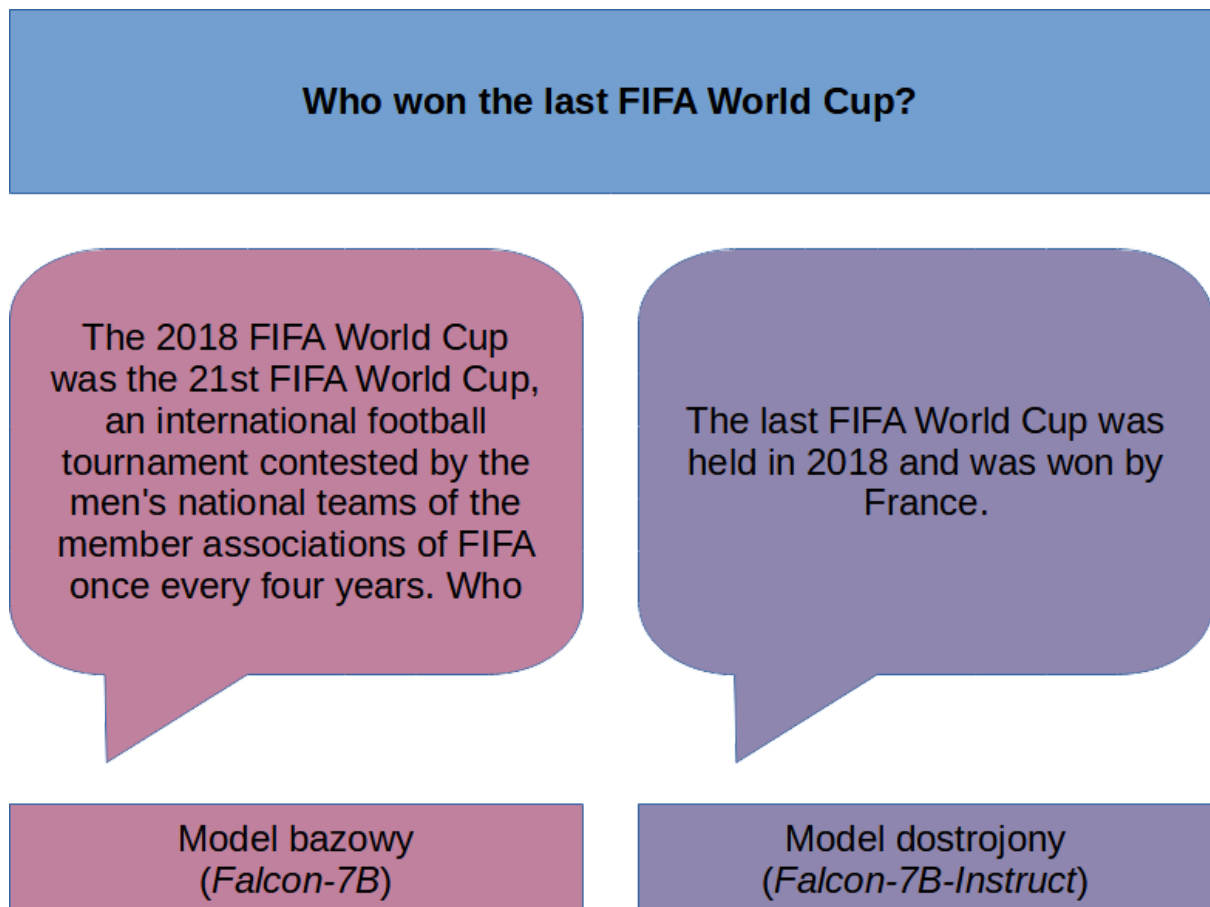 Who won the last FIFA World Cup?
The 2018 FIFA World Cup
was the 21st FIFA World Cup,
an international football
tournament contested by the
men's national teams of the
member associations of FIFA
once every four years. Who
The last FIFA World Cup was
held in 2018 and was won by
France.
Model bazowy
(Falcon-7B)
Model dostrojony
(Falcon-7B-Instruct)